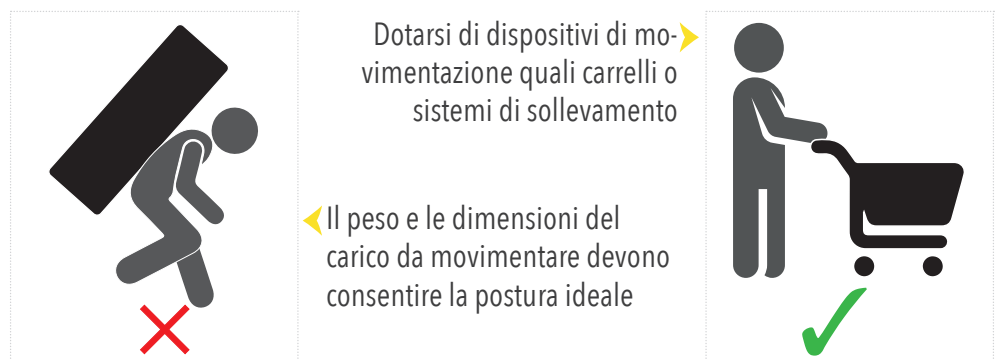 Dotarsi di dispositivi di mo-
vimentazione quali carrelli o
sistemi di sollevamento
Il peso e le dimensioni del
carico da movimentare devono
consentire la postura ideale